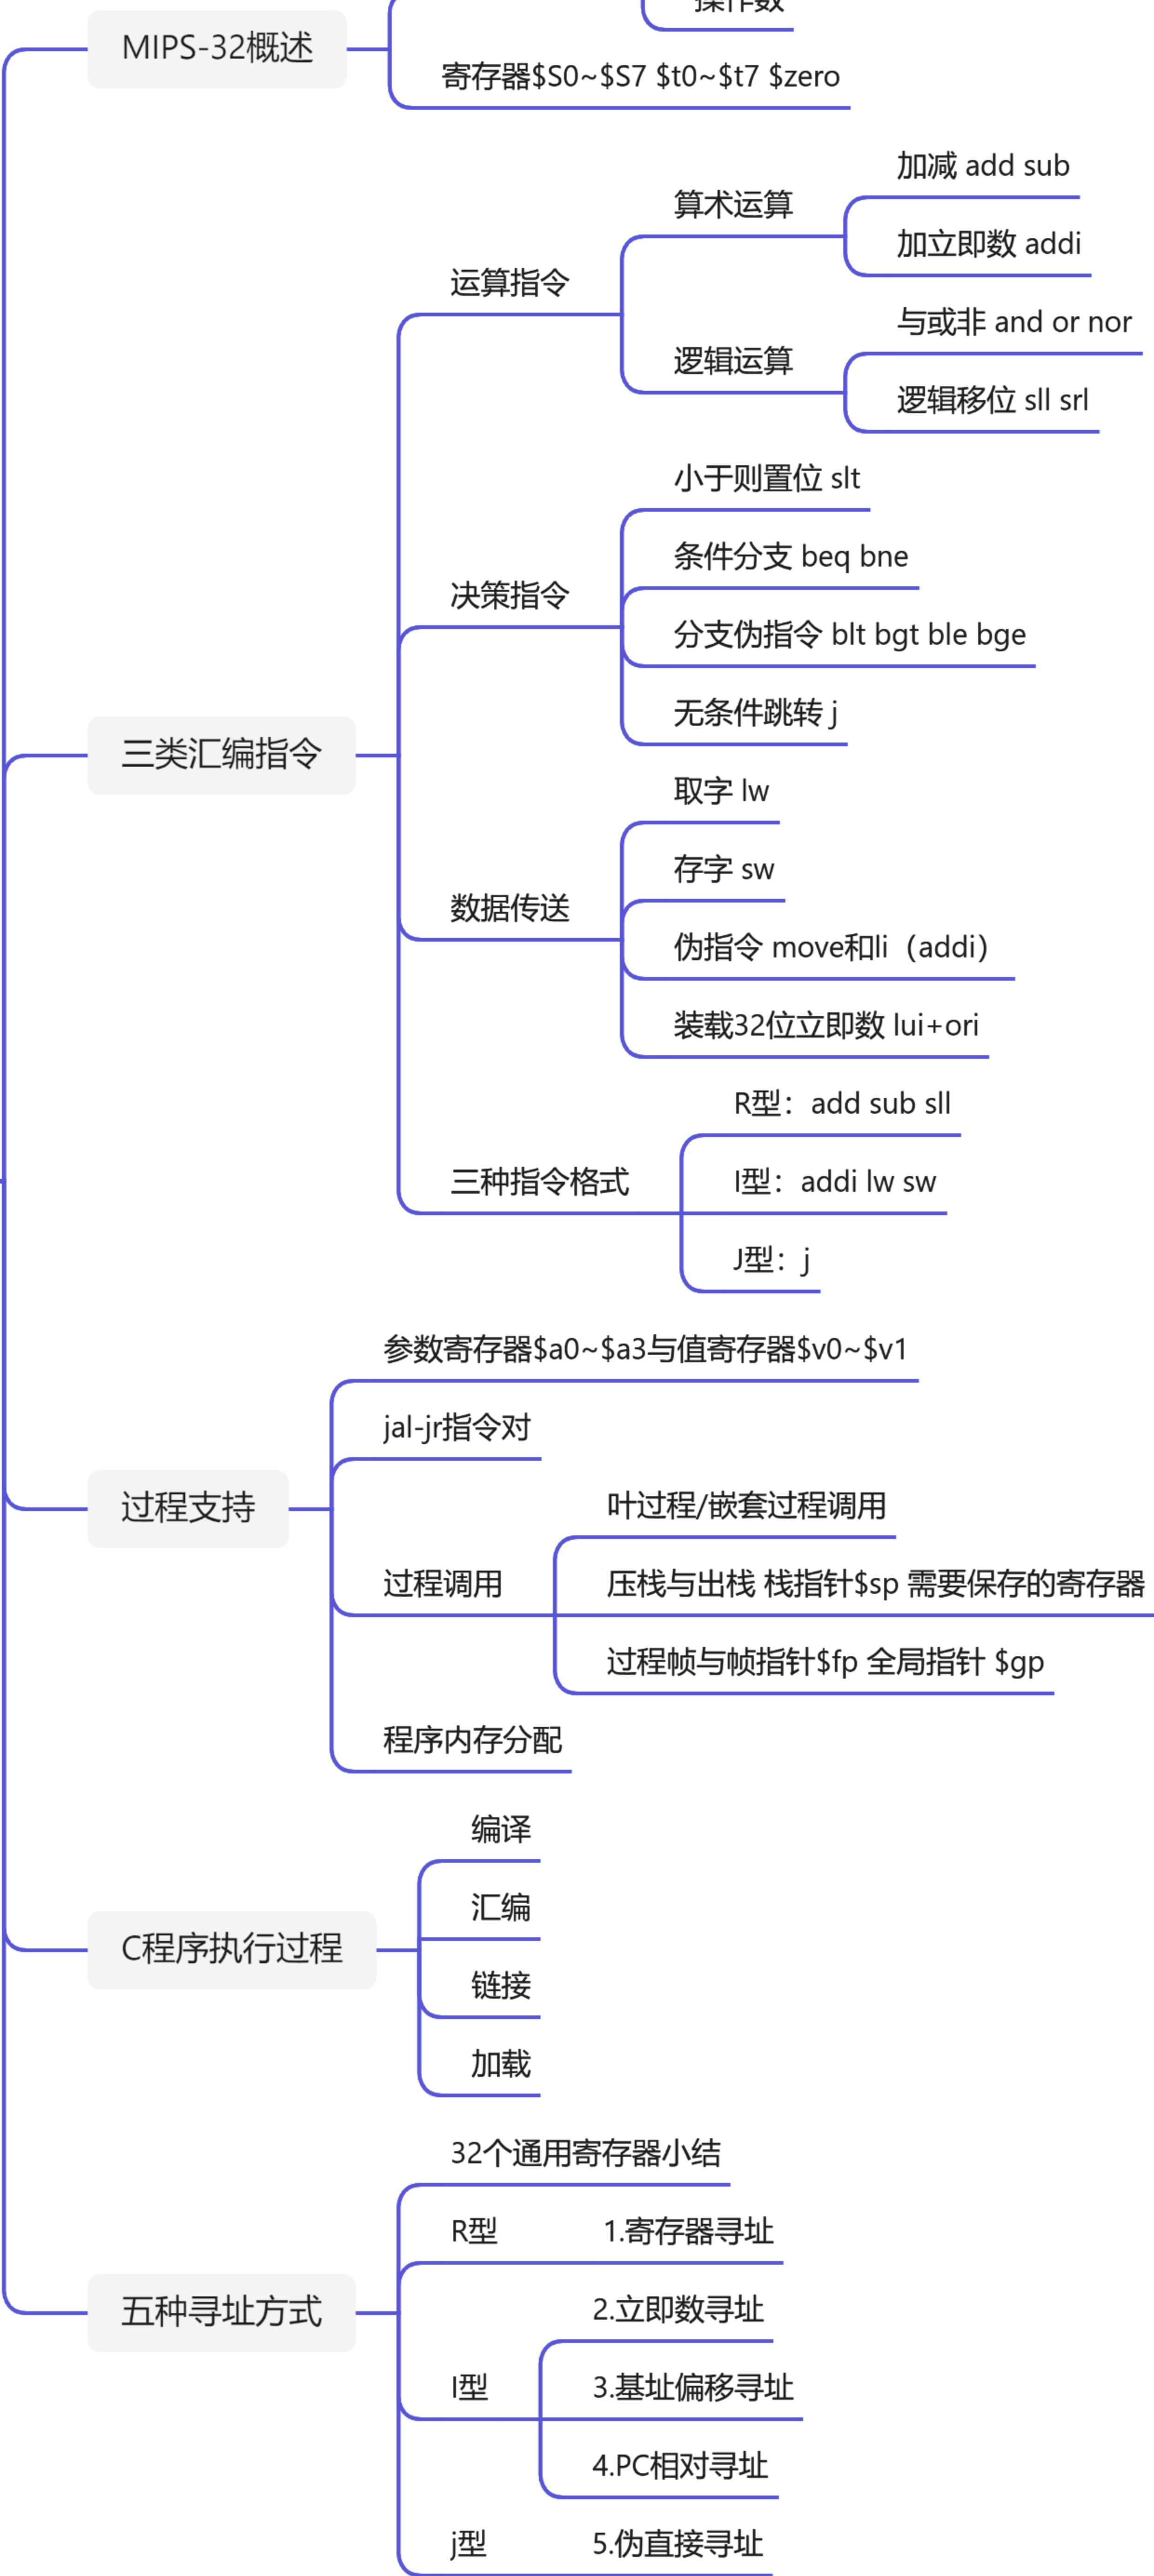 操作数
MIPS-32概述
寄存器$S0~$S7 $t0~$t7 $zero
加减 add sub
算术运算
加立即数 addi
运算指令
与或非 and or nor
逻辑运算
逻辑移位 sll srl
小于则置位 slt
条件分支 beq bne
决策指令
分支伪指令 blt bgt ble bge
无条件跳转 j
三类汇编指令
取字 lw
存字 sw
数据传送
伪指令 move和li（addi）
装载32位立即数 lui+ori
R型：add sub sll
三种指令格式
I型：addi lw sw
J型：j
参数寄存器$a0~$a3与值寄存器$v0~$v1
jal-jr指令对
过程支持
叶过程/嵌套过程调用
过程调用
压栈与出栈 栈指针$sp 需要保存的寄存器
过程帧与帧指针$fp 全局指针 $gp
程序内存分配
编译
汇编
C程序执行过程
链接
加载
32个通用寄存器小结
R型 1.寄存器寻址
五种寻址方式
2.立即数寻址
I型
3.基址偏移寻址
4.PC相对寻址
j型 5.伪直接寻址